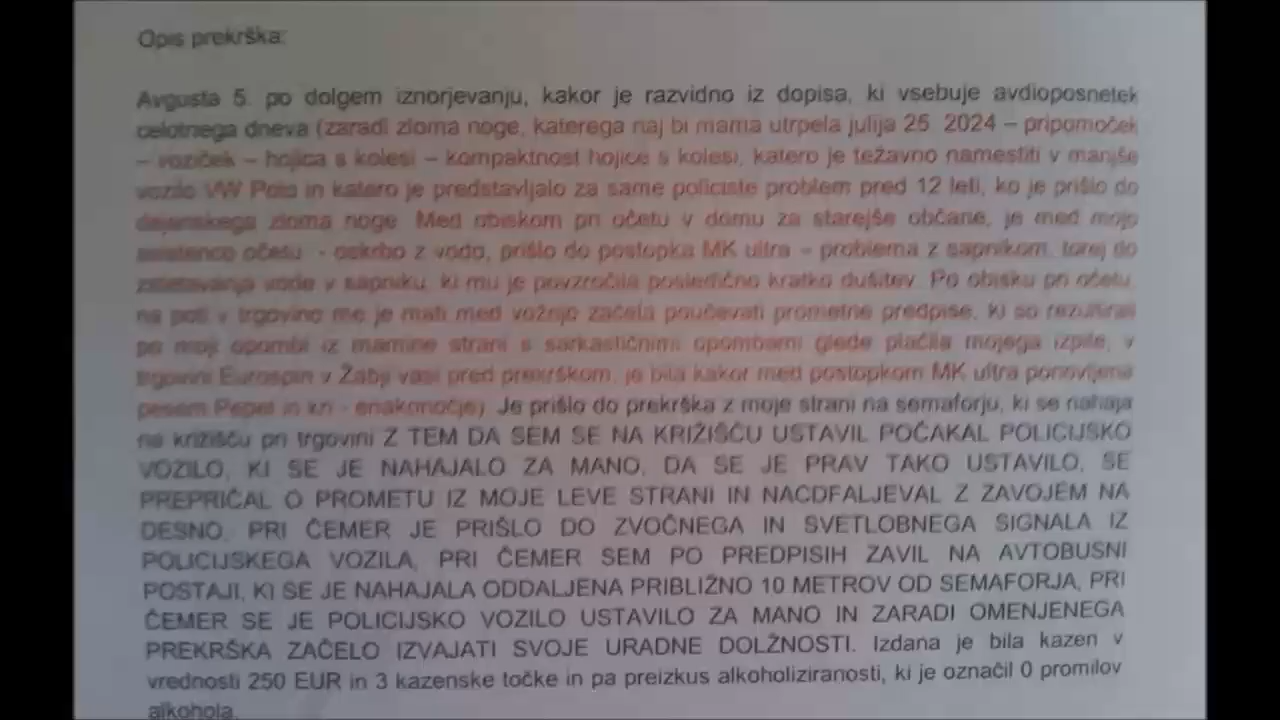 Opis prekrška:
Avgusta 5. po dolgem iznorjevanju, kakor je razvidno iz dopisa, ki vsebuje avdioposnetek
celotnega dneva (zaradi zloma noge, katerega naj bi mama utrpela julija 25. 2024 – pripomoček
– voziček – hojica s kolesi – kompaktnost hojice s kolesi, katero je težavno namestiti v manjše
vozilo VW Polo in katero je predstavljalo za same policiste problem pred 12 leti, ko je prišlo do
dejanskega zloma noge. Med obiskom pri očetu v domu za starejše občane, je med mojo
asistenco očetu - oskrbo z vodo, prišlo do postopka MK ultra – problema z sapnikom, torej do
vode v sapniku, ki mu je povzročila posledično kratko dušitev. Po obisku pri očetu,
na poti v trgovino me je mati med vožnjo začela poučevati prometne predpise, ki so rezultirali
po moji opombi iz mamine strani s sarkastičnimi opombami glede plačila mojega izpita, v
trgovini Eurospin v Žabji vasi pred prekrškom, je bila kakor med postopkom MK ultra ponovljena
pesem Pepel in kri - enakonočje). Je prišlo do prekrška z moje strani na semaforju, ki se nahaja
na križišču pri trgovini Z TEM DA SEM SE NA KRIŽIŠČU USTAVIL POČAKAL POLICIJSKO
VOZILO, KI SE JE NAHAJALO ZA MANO, DA SE JE PRAV TAKO USTAVILO, SE
PREPRIČAL O PROMETU IZ MOJE LEVE STRANI IN NACDFALJEVAL Z ZAVOJEM NA
DESNO, PRI ČEMER JE PRIŠLO DO ZVOČNEGA IN SVETLOBNEGA SIGNALA IZ
POLICIJSKEGA VOZILA, PRI ČEMER SEM PO PREDPISIH ZAVIL NA AVTOBUSNI
POSTAJI, KI SE JE NAHAJALA ODDALJENA PRIBLIŽNO 10 METROV OD SEMAFORJA, PRI
ČEMER SE JE POLICIJSKO VOZILO USTAVILO ZA MANO IN ZARADI OMENJENEGA
PREKRŠKA ZAČELO IZVAJATI SVOJE URADNE DOLŽNOSTI. Izdana je bila kazen v
vrednosti 250 EUR in 3 kazenske točke in pa preizkus alkoholiziranosti, ki je označil 0 promilov
alkohola.